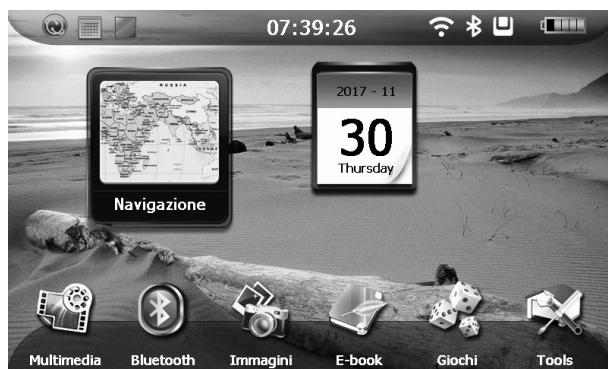 07:39:26
2017 - 11
30
Thursday
RUSSIA
Navigazione
Multimedia
Bluetooth
Immagini
E-book
Giochi
Tools